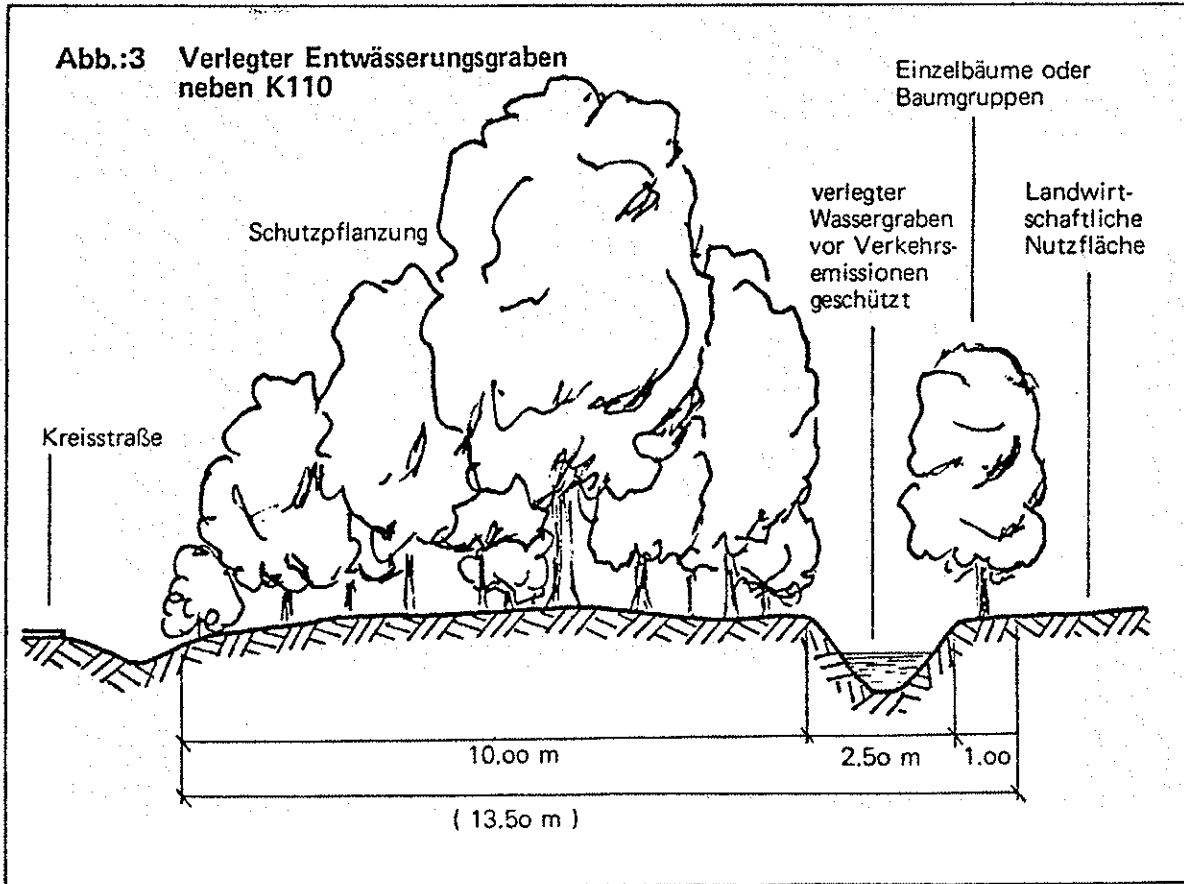 Abb.:3 Verlegter Entwässerungsgraben
neben K110
Einzelbäume oder
Baumgruppen
Schutzpflanzung
verlegter
Wassergraben
vor Verkehrs-
emissionen
geschützt
Landwirt-
schaftliche
Nutzfläche
Kreisstraße
10.oo m
2.5o m
1.oo
( 13.5o m )